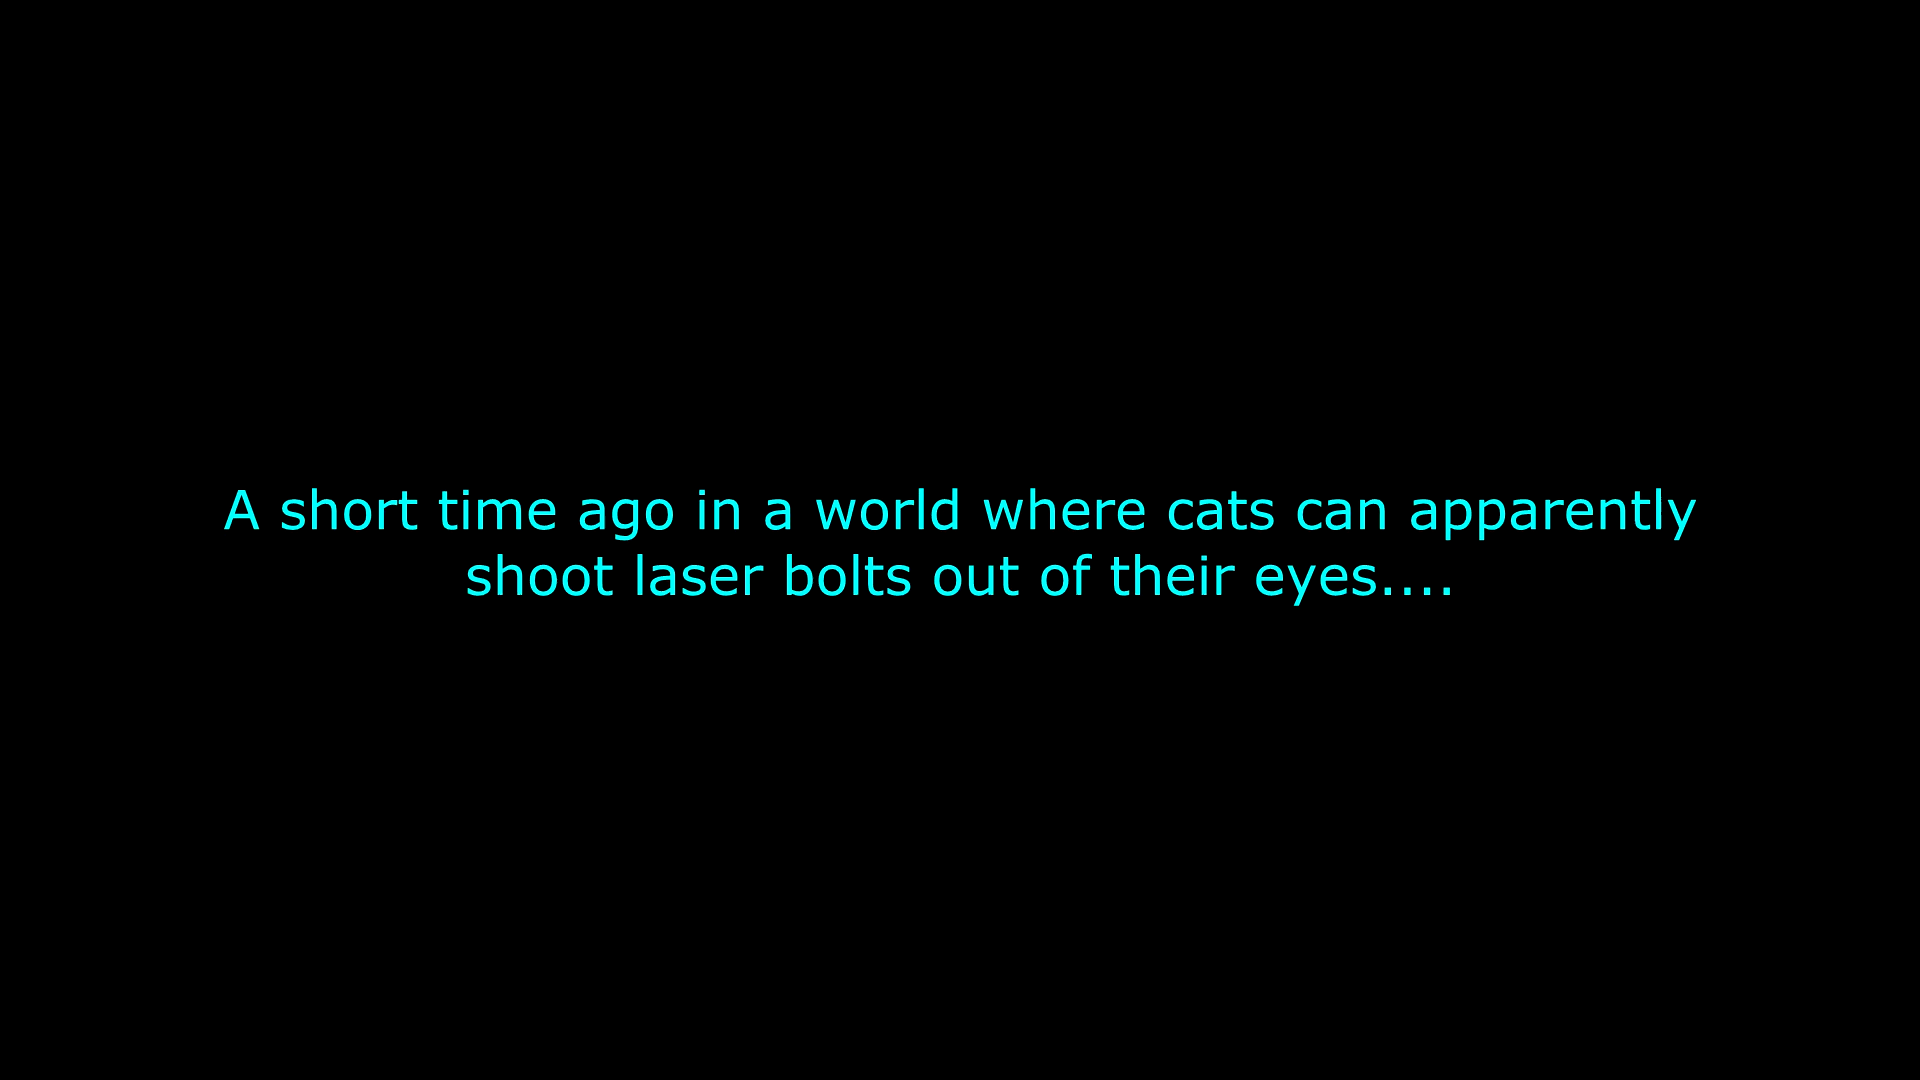 A short time ago in a world where cats can apparently
shoot laser bolts out of their eyes....